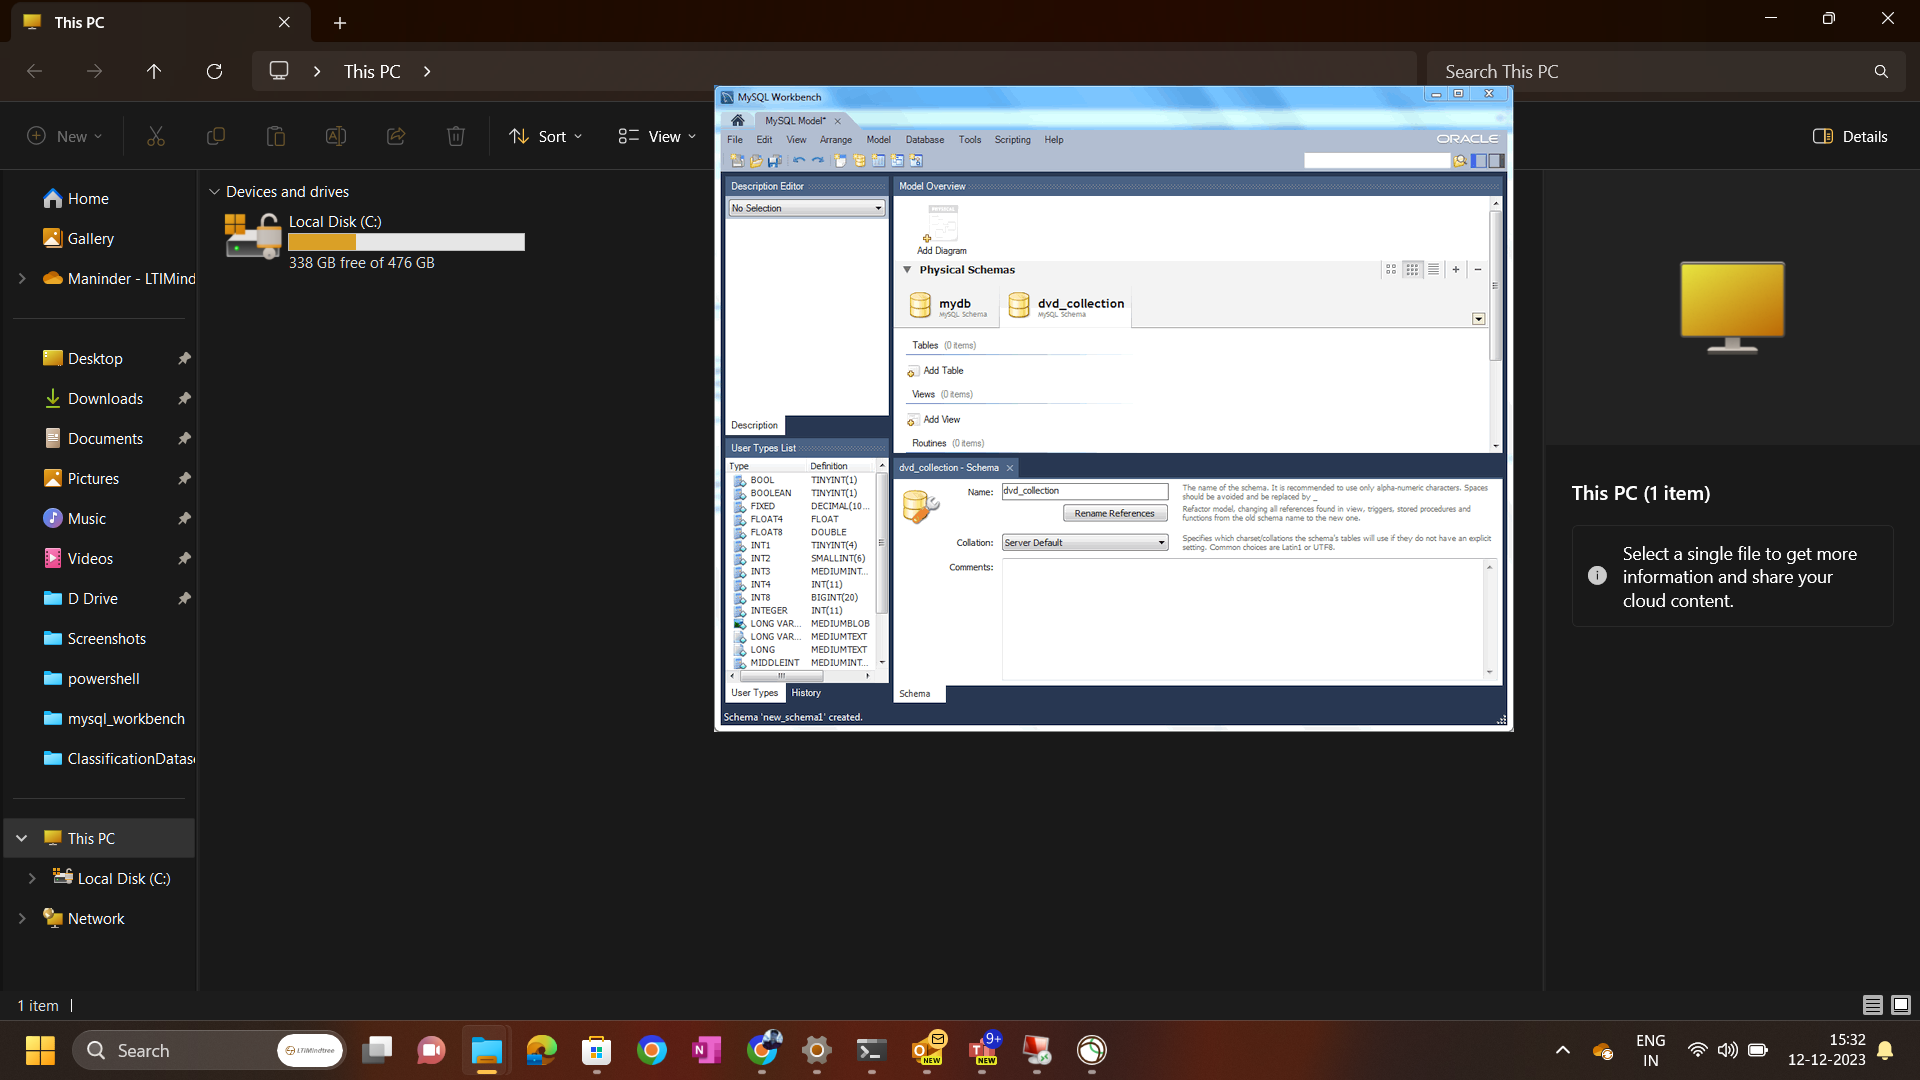 This PC
This PC
Search This PC
New
Sort
View
Details
Home
Gallery
Maninder - LTIMind
Desktop
Downloads
Documents
Pictures
Music
Videos
D Drive
Screenshots
powershell
mysql_workbench
ClassificationDatas
This PC
Local Disk (C:)
Network
Devices and drives
Local Disk (C:)
338 GB free of 476 GB
MySQL Workbench
MySQL Model*
File Edit View Arrange Model Database Tools Scripting Help
ORACLE
Description Editor
No Selection
Description
User Types List
Type Definition
BOOL TINYINT(1)
BOOLEAN TINYINT(1)
FIXED DECIMAL(10...
FLOAT4 FLOAT
FLOAT8 DOUBLE
INT1 TINYINT(4)
INT2 SMALLINT(6)
INT3 MEDIUMINT...
INT4 INT(11)
INT8 BIGINT(20)
INTEGER INT(11)
LONG VAR... MEDIUMBLOB
LONG VAR... MEDIUMTEXT
LONG MEDIUMTEXT
MIDDLEINT MEDIUMINT...
User Types History
Schema 'new_schema1' created.
Model Overview
Add Diagram
Physical Schemas
mydb
MySQL Schema
dvd_collection
MySQL Schema
Tables (0 items)
Add Table
Views (0 items)
Add View
Routines (0 items)
dvd_collection - Schema
Name: dvd_collection
The name of the schema. It is recommended to use only alpha-numeric characters. Spaces
should be avoided and be replaced by _
Rename References
Refactor model, changing all references found in view, triggers, stored procedures and
functions from the old schema name to the new one.
Collation: Server Default
Specifies which charset/collations the schema's tables will use if they do not have an explicit
setting. Common choices are Latin1 or UTF8.
Comments:
Schema
This PC (1 item)
Select a single file to get more
information and share your
cloud content.
1 item
Search
LTIMindtree
NEW
9+
NEW
ENG
IN
15:32
12-12-2023